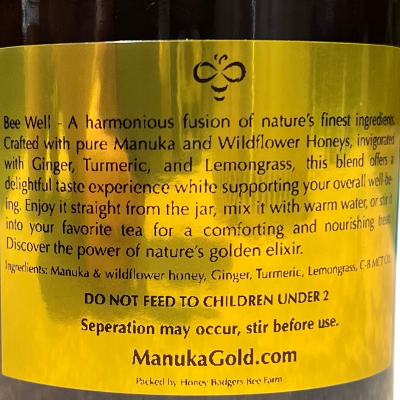 Bee Well - A harmonious fusion of nature's finest ingredients.
Crafted with pure Manuka and Wildflower Honeys, invigorated
with Ginger, Turmeric, and Lemongrass, this blend offers a
delightful taste experience while supporting your overall well-be-
ing. Enjoy it straight from the jar, mix it with warm water, or stir it
into your favorite tea for a comforting and nourishing treat.
Discover the power of nature's golden elixir.
Ingredients: Manuka & wildflower honey, Ginger, Turmeric, Lemongrass, C-8 MCT Oil.
DO NOT FEED TO CHILDREN UNDER 2
Seperation may occur, stir before use.
ManukaGold.com
Packed by Honey Badgers Bee Farm